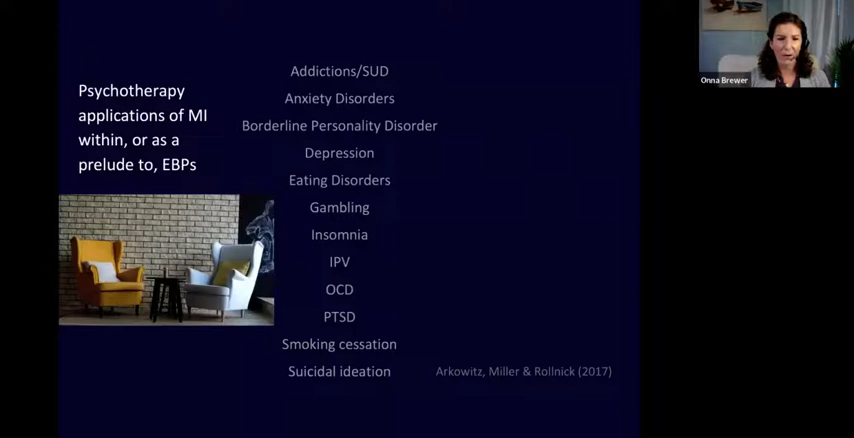 Psychotherapy
applications of MI
within, or as a
prelude to, EBPs
Addictions/SUD
Anxiety Disorders
Borderline Personality Disorder
Depression
Eating Disorders
Gambling
Insomnia
IPV
OCD
PTSD
Smoking cessation
Suicidal ideation
Arkowitz, Miller & Rollnick (2017)
Onna Brewer